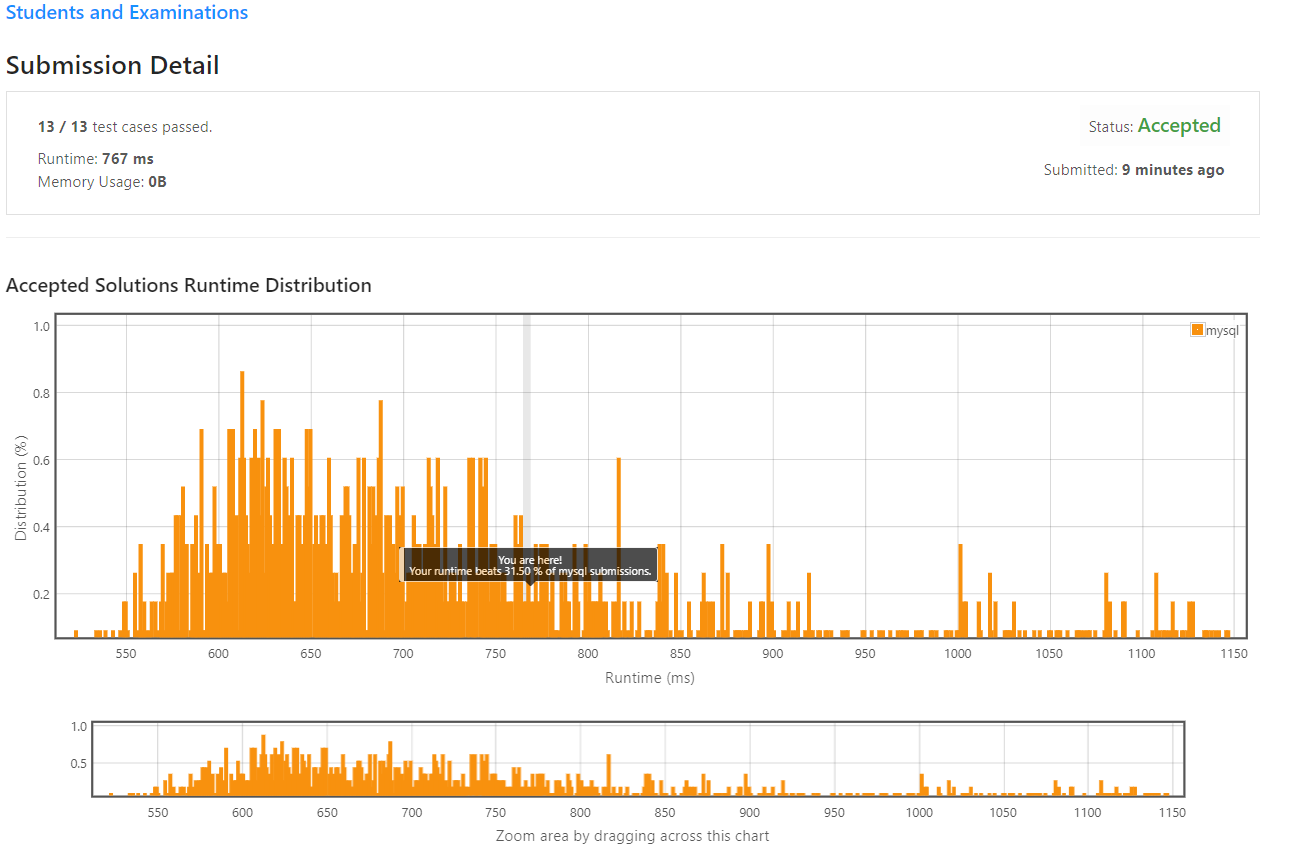 Students and Examinations
Submission Detail
13 / 13 test cases passed.
Status: Accepted
Runtime: 767 ms
Submitted: 9 minutes ago
Memory Usage: 0B
Accepted Solutions Runtime Distribution
1.0
mysql
0.8
0.6
Distribution (%)
0.4
You are here!
Your runtime beats 31.50 % of mysql submissions.
0.2
550 600 650 700 750 800 850 900 950 1000 1050 1100 1150
Runtime (ms)
1.0
0.5
550 600 650 700 750 800 850 900 950 1000 1050 1100 1150
Zoom area by dragging across this chart